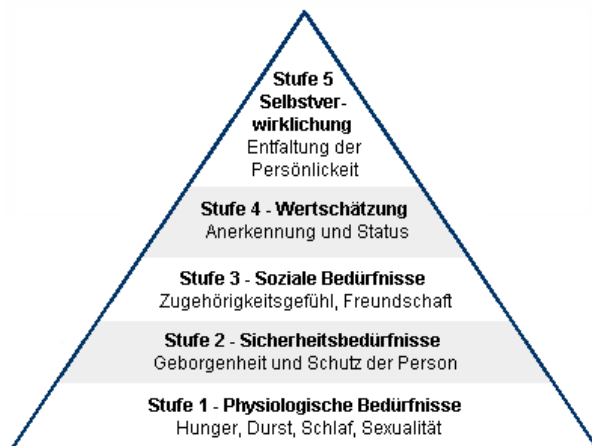 Stufe 5
Selbstver-
wirklichung
Entfaltung der
Persönlickeit
Stufe 4 - Wertschätzung
Anerkennung und Status
Stufe 3 - Soziale Bedürfnisse
Zugehörigkeitsgefühl, Freundschaft
Stufe 2 - Sicherheitsbedürfnisse
Geborgenheit und Schutz der Person
Stufe 1 - Physiologische Bedürfnisse
Hunger, Durst, Schlaf, Sexualität